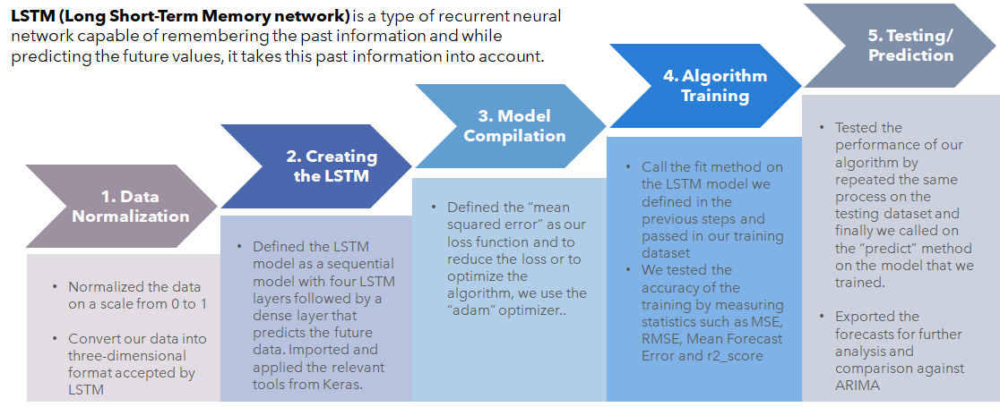 LSTM (Long Short-Term Memory network) is a type of recurrent neural
network capable of remembering the past information and while
predicting the future values, it takes this past information into account.
1. Data
Normalization
• Normalized the data
on a scale from 0 to 1
• Convert our data into
three-dimensional
format accepted by
LSTM
2. Creating
the LSTM
• Defined the LSTM
model as a sequential
model with four LSTM
layers followed by a
dense layer that
predicts the future
data. Imported and
applied the relevant
tools from Keras.
3. Model
Compilation
• Defined the “mean
squared error” as our
loss function and to
reduce the loss or to
optimize the
algorithm, we use the
“adam” optimizer..
4. Algorithm
Training
• Call the fit method on
the LSTM model we
defined in the
previous steps and
passed in our training
dataset
• We tested the
accuracy of the
training by measuring
statistics such as MSE,
RMSE, Mean Forecast
Error and r2_score
5. Testing/
Prediction
• Tested the
performance of our
algorithm by
repeated the same
process on the
testing dataset and
finally we called on
the “predict” method
on the model that we
trained.
• Exported the
forecasts for further
analysis and
comparison against
ARIMA